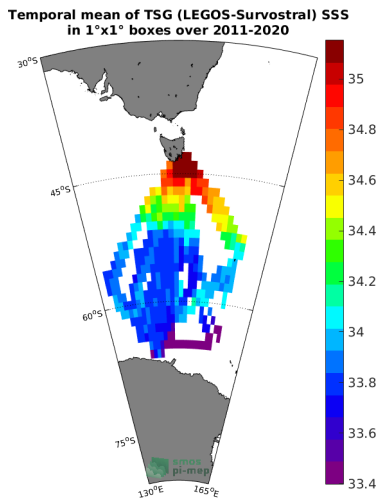 Temporal mean of TSG (LEGOS-Survostral) SSS
in 1°x1° boxes over 2011-2020
30°S
45°S
60°S
75°S
130°E
165°E
smos
pi-mep
35
34.8
34.6
34.4
34.2
34
33.8
33.6
33.4